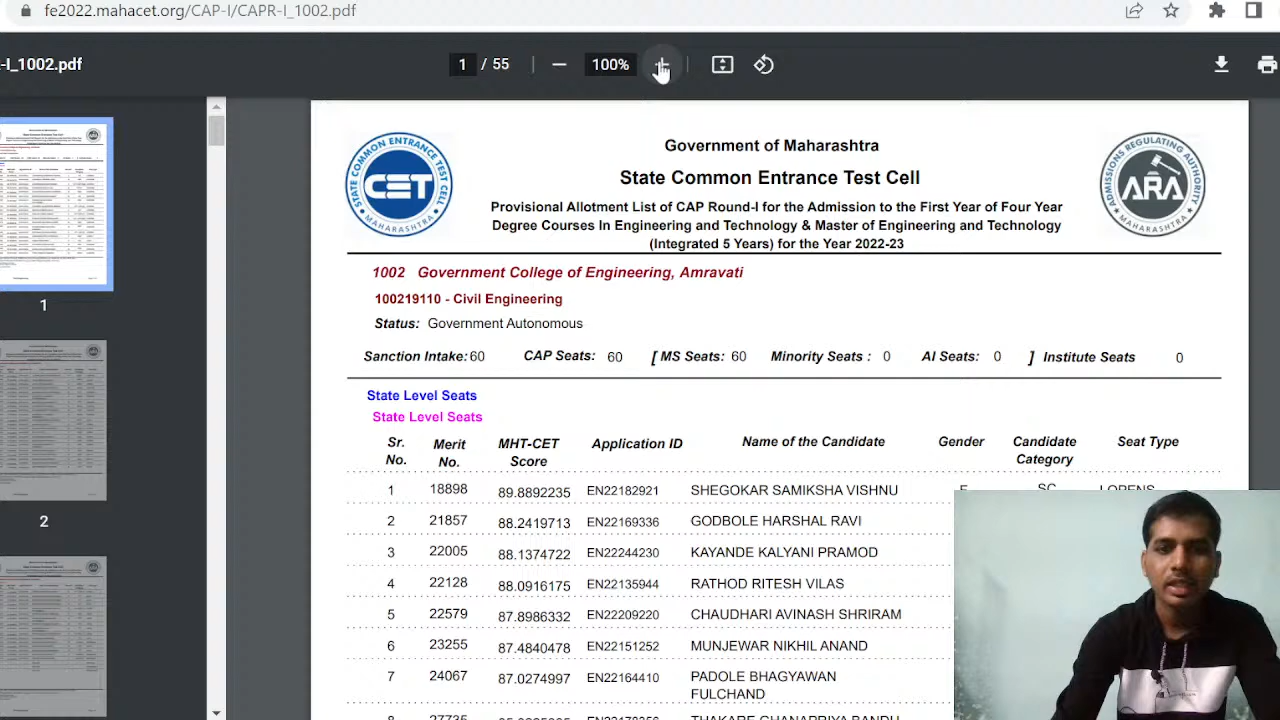 fe2022.mahacet.org/CAP-I/CAPR-I_1002.pdf
-I_1002.pdf
1 / 55
100%
1
2
STATE COMMON ENTRANCE TEST CELL
CET
MAHARASHTRA
Government of Maharashtra
State Common Entrance Test Cell
Provisional Allotment List of CAP Round-I for the Admission to the First Year of Four Year
Degree Courses In Engineering and Technology & Master of Engineering and Technology
(Integrated 5 Years) for the Year 2022-23
ADMISSIONS REGULATING AUTHORITY
ARA
MAHARASHTRA
1002 Government College of Engineering, Amravati
100219110 - Civil Engineering
Status: Government Autonomous
Sanction Intake: 60 CAP Seats: 60 [ MS Seats: 60 Minority Seats : 0 AI Seats: 0 ] Institute Seats 0
State Level Seats
State Level Seats
Sr. No. Merit No. MHT-CET Score Application ID Name of the Candidate Gender Candidate Category Seat Type
1 18898 89.8892235 EN22182921 SHEGOKAR SAMIKSHA VISHNU F SC LOPENS
2 21857 88.2419713 EN22169336 GODBOLE HARSHAL RAVI
3 22005 88.1374722 EN22244230 KAYANDE KALYANI PRAMOD
4 22128 88.0916175 EN22135944 RATHOD RITESH VILAS
5 22579 87.8986332 EN22209220 CHAUDHARI AVINASH SHRIRAM
6 23255 87.4840478 EN22151252 MUNJEWAR NIKHIL ANAND
7 24067 87.0274997 EN22164410 PADOLE BHAGYAWAN
FULCHAND